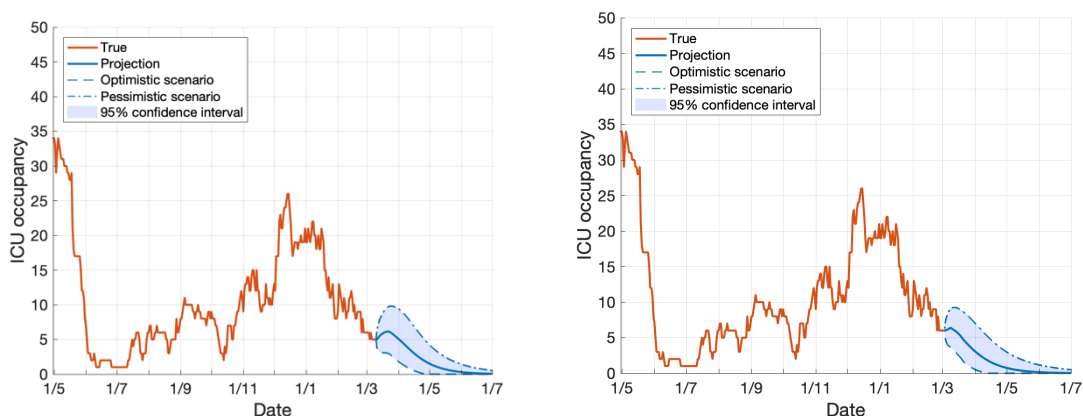 50
45
40
35
30
25
20
15
10
5
0
ICU occupancy
True
Projection
Optimistic scenario
Pessimistic scenario
95% confidence interval
1/5 1/7 1/9 1/11 1/1 1/3 1/5 1/7
Date
50
45
40
35
30
25
20
15
10
5
0
ICU occupancy
True
Projection
Optimistic scenario
Pessimistic scenario
95% confidence interval
1/5 1/7 1/9 1/11 1/1 1/3 1/5 1/7
Date